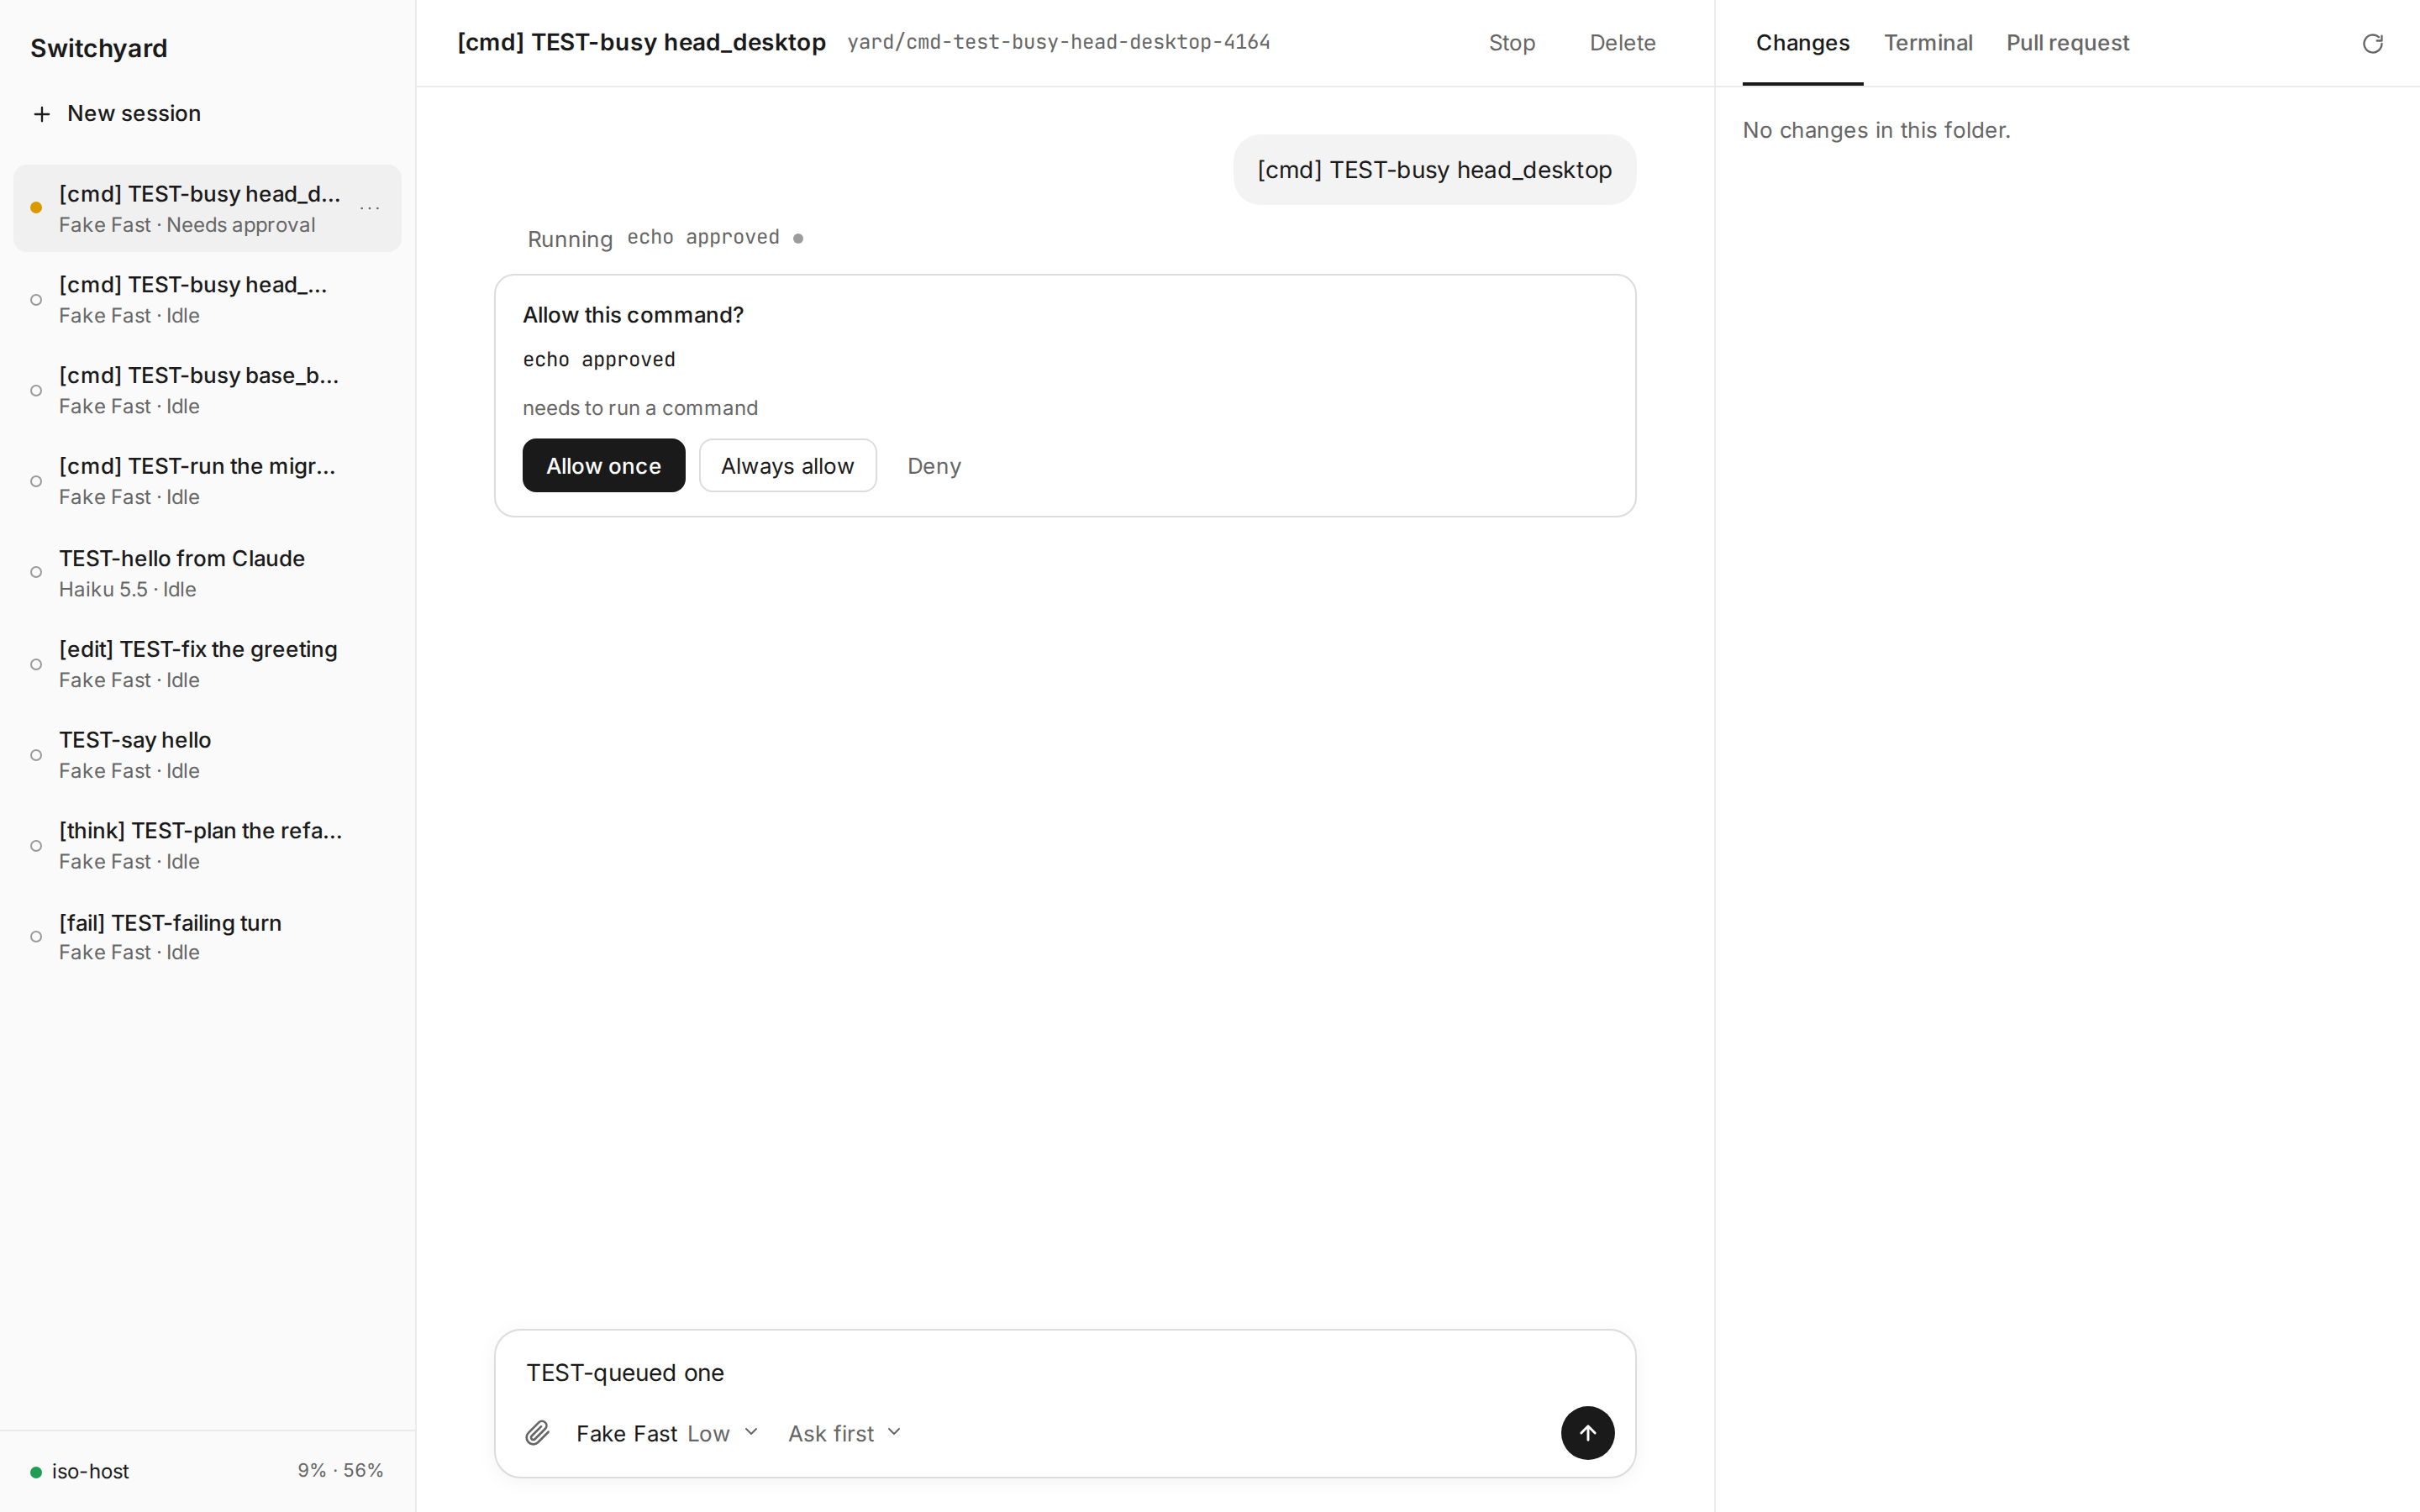 Switchyard
New session
[cmd] TEST-busy head_d...
Fake Fast · Needs approval
[cmd] TEST-busy head_...
Fake Fast · Idle
[cmd] TEST-busy base_b...
Fake Fast · Idle
[cmd] TEST-run the migr...
Fake Fast · Idle
TEST-hello from Claude
Haiku 5.5 · Idle
[edit] TEST-fix the greeting
Fake Fast · Idle
TEST-say hello
Fake Fast · Idle
[think] TEST-plan the refa...
Fake Fast · Idle
[fail] TEST-failing turn
Fake Fast · Idle
iso-host 9% · 56%
[cmd] TEST-busy head_desktop yard/cmd-test-busy-head-desktop-4164 Stop Delete
[cmd] TEST-busy head_desktop
Running echo approved
Allow this command?
echo approved
needs to run a command
Allow once Always allow Deny
TEST-queued one
Fake Fast Low Ask first
Changes Terminal Pull request
No changes in this folder.